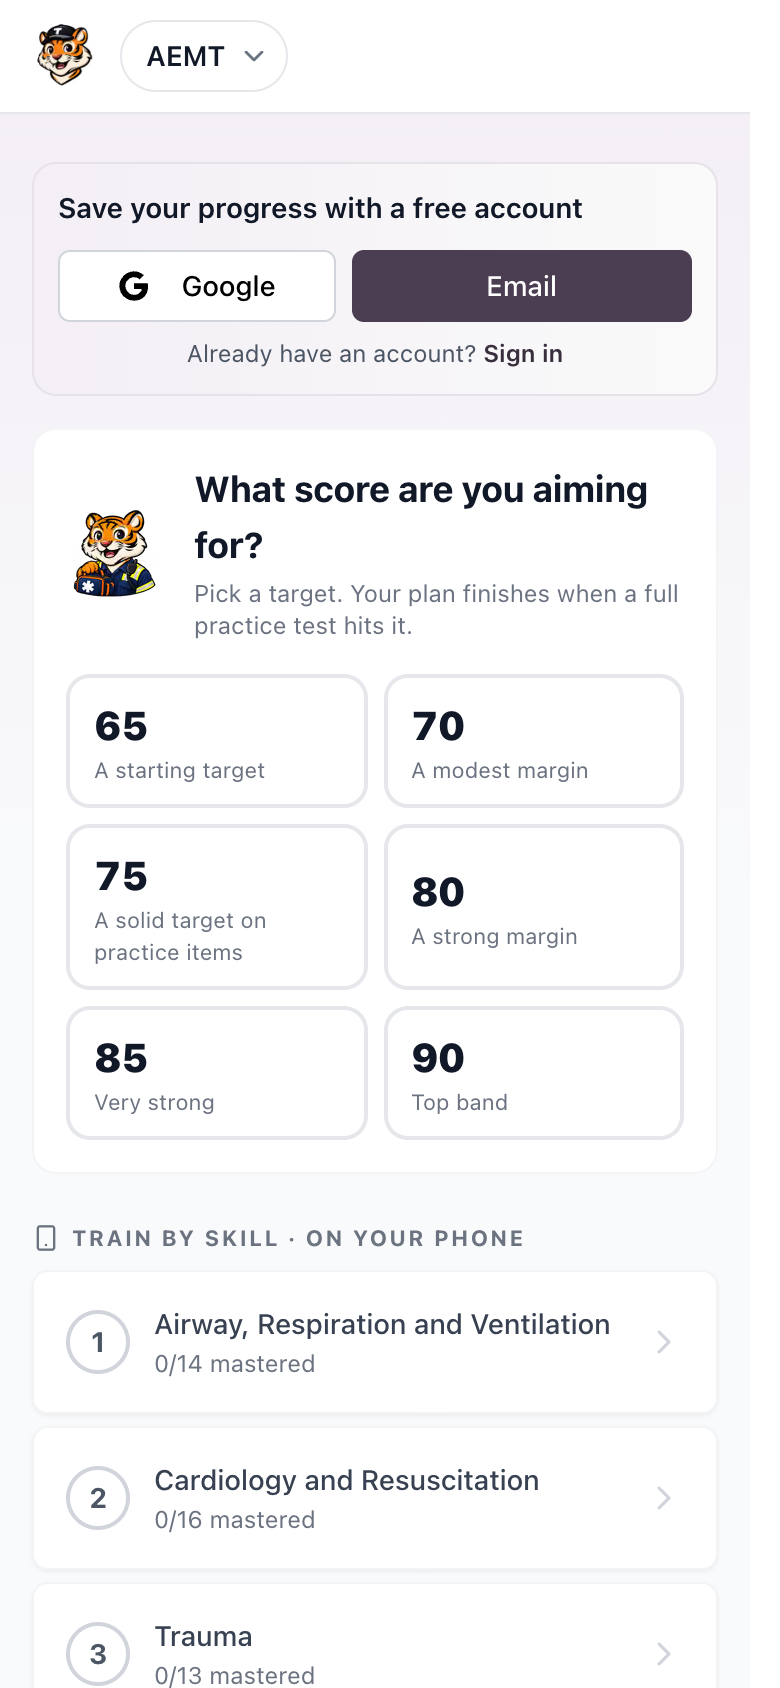 AEMT
Save your progress with a free account
Google
Email
Already have an account? Sign in
What score are you aiming
for?
Pick a target. Your plan finishes when a full
practice test hits it.
65
A starting target
70
A modest margin
75
A solid target on
practice items
80
A strong margin
85
Very strong
90
Top band
TRAIN BY SKILL · ON YOUR PHONE
1
Airway, Respiration and Ventilation
0/14 mastered
2
Cardiology and Resuscitation
0/16 mastered
3
Trauma
0/13 mastered